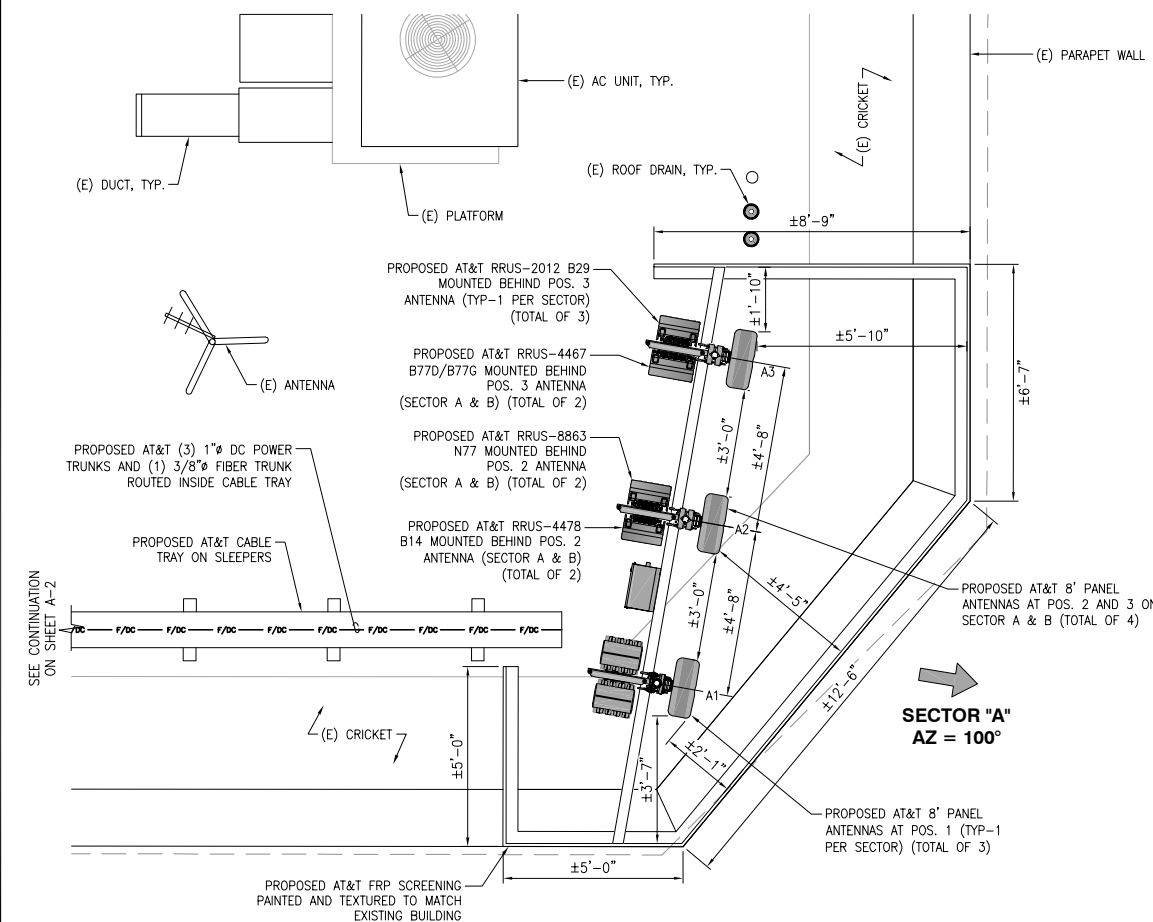 (E) PARAPET WALL
(E) AC UNIT, TYP.
(E) CRICKET
(E) DUCT, TYP.
(E) ROOF DRAIN, TYP.
(E) PLATFORM
±8'-9"
PROPOSED AT&T RRUS-2012 B29
MOUNTED BEHIND POS. 3
ANTENNA (TYP-1 PER SECTOR)
(TOTAL OF 3)
±1'-10"
±5'-10"
PROPOSED AT&T RRUS-4467
B77D/B77G MOUNTED BEHIND
POS. 3 ANTENNA
(SECTOR A & B) (TOTAL OF 2)
A3
±6'-7"
(E) ANTENNA
±3'-0"
±4'-8"
PROPOSED AT&T RRUS-8863
N77 MOUNTED BEHIND
POS. 2 ANTENNA
(SECTOR A & B) (TOTAL OF 2)
PROPOSED AT&T (3) 1"ø DC POWER
TRUNKS AND (1) 3/8"ø FIBER TRUNK
ROUTED INSIDE CABLE TRAY
PROPOSED AT&T RRUS-4478
B14 MOUNTED BEHIND POS. 2
ANTENNA (SECTOR A & B)
(TOTAL OF 2)
A2
PROPOSED AT&T CABLE
TRAY ON SLEEPERS
SEE CONTINUATION
ON SHEET A-2
DC F/DC F/DC F/DC F/DC F/DC F/DC F/DC F/DC F/DC
±3'-0"
±4'-8"
±4'-5"
PROPOSED AT&T 8' PANEL
ANTENNAS AT POS. 2 AND 3 ON
SECTOR A & B (TOTAL OF 4)
A1
±12'-6"
SECTOR "A"
AZ = 100°
(E) CRICKET
±5'-0"
±3'-7"
±2'-1"
PROPOSED AT&T 8' PANEL
ANTENNAS AT POS. 1 (TYP-1
PER SECTOR) (TOTAL OF 3)
±5'-0"
PROPOSED AT&T FRP SCREENING
PAINTED AND TEXTURED TO MATCH
EXISTING BUILDING